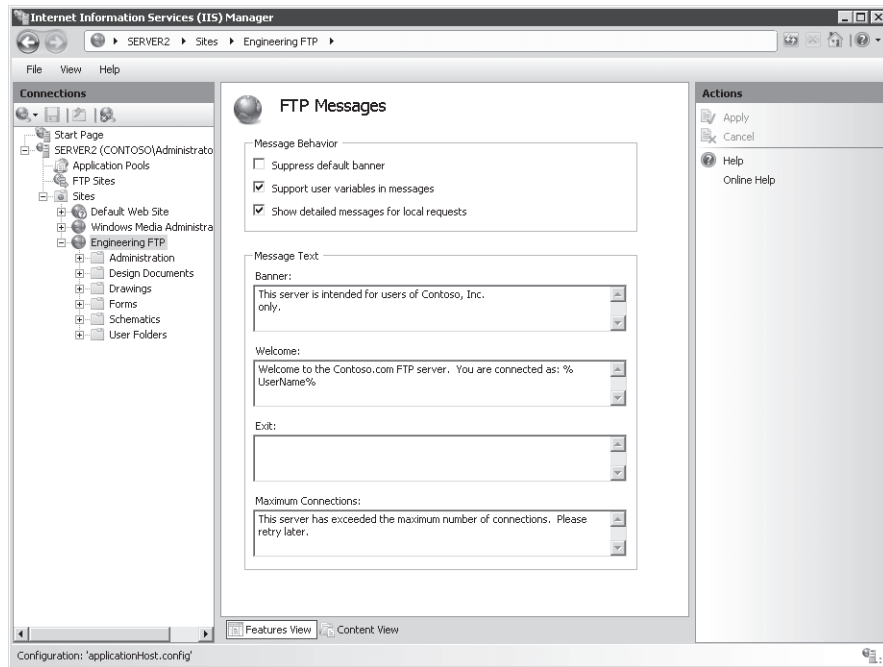 Internet Information Services (IIS) Manager
SERVER2 Sites Engineering FTP
File View Help
Connections
Start Page
SERVER2 (CONTOSO\Administrato
Application Pools
FTP Sites
Sites
Default Web Site
Windows Media Administra
Engineering FTP
Administration
Design Documents
Drawings
Forms
Schematics
User Folders
FTP Messages
Message Behavior
Suppress default banner
Support user variables in messages
Show detailed messages for local requests
Message Text
Banner:
This server is intended for users of Contoso, Inc.
only.
Welcome:
Welcome to the Contoso.com FTP server. You are connected as: %
UserName%
Exit:
Maximum Connections:
This server has exceeded the maximum number of connections. Please
retry later.
Features View Content View
Actions
Apply
Cancel
Help
Online Help
Configuration: 'applicationHost.config'